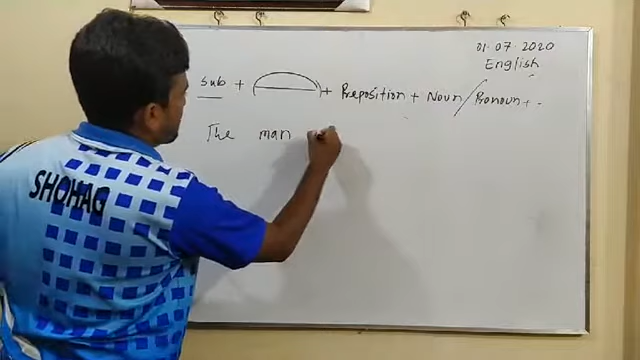 01.07.2020
English
Sub + + Preposition + Noun / Pronoun + -
The man
SHOHAG